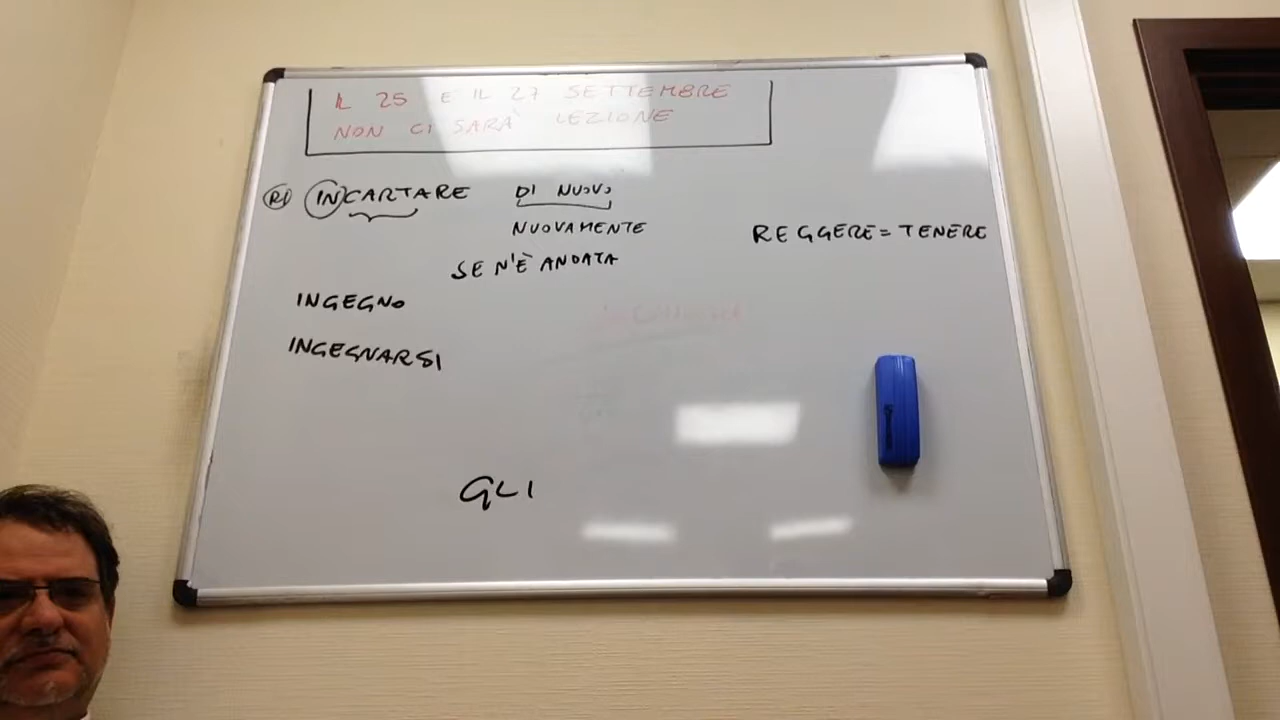 IL 25 E IL 27 SETTEMBRE
NON CI SARÀ LEZIONE
RI INCARTARE DI NUOVO
NUOVAMENTE
REGGERE = TENERE
SE N'È ANDATA
INGEGNO
INGEGNARSI
GLI